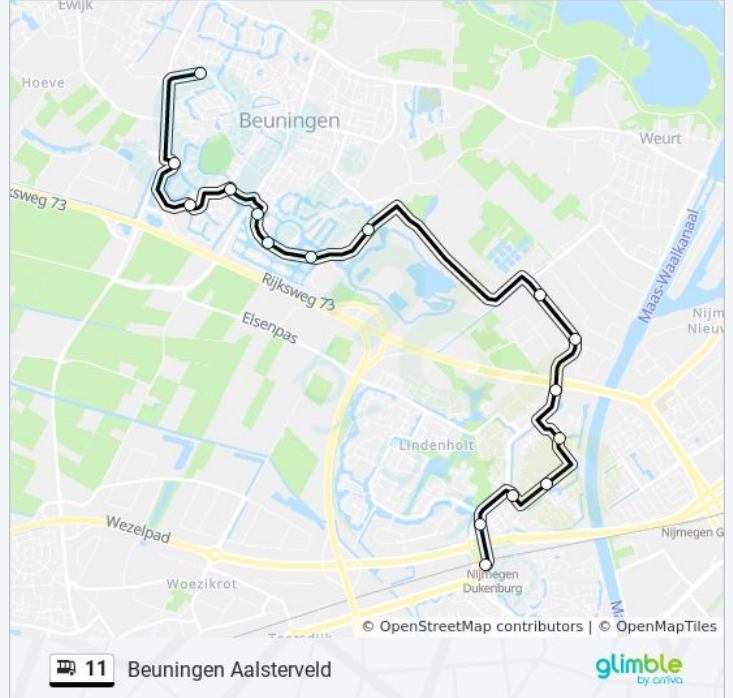 Ewijk
Hoeve
Beuningen
Weurt
ksweg 73
Maas-Waalkanaal
Rijksweg 73
Nijm
Nieuw
Elsenpas
Lindenholt
Wezelpad
Nijmegen G
Nijmegen
Dukenburg
Woezikrot
© OpenStreetMap contributors | © OpenMapTiles
11 Beuningen Aalsterveld
glimble
by arriva